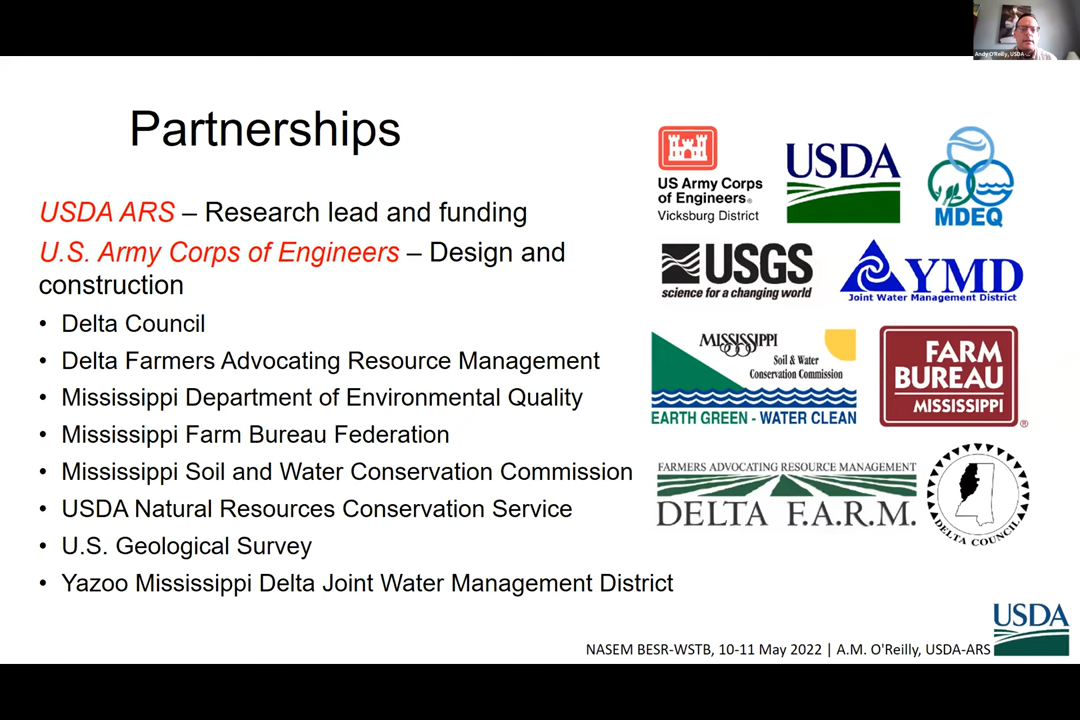 Andy O'Reilly, USDA-...
Partnerships
USDA ARS – Research lead and funding
U.S. Army Corps of Engineers – Design and
construction
• Delta Council
• Delta Farmers Advocating Resource Management
• Mississippi Department of Environmental Quality
• Mississippi Farm Bureau Federation
• Mississippi Soil and Water Conservation Commission
• USDA Natural Resources Conservation Service
• U.S. Geological Survey
• Yazoo Mississippi Delta Joint Water Management District
US Army Corps
of Engineers®
Vicksburg District
USDA
MDEQ
USGS
science for a changing world
YMD
Joint Water Management District
MISSISSIPPI
Soil & Water
Conservation Commission
EARTH GREEN - WATER CLEAN
FARM
BUREAU
MISSISSIPPI
®
FARMERS ADVOCATING RESOURCE MANAGEMENT
DELTA F.A.R.M.
DELTA COUNCIL
USDA
NASEM BESR-WSTB, 10-11 May 2022 | A.M. O'Reilly, USDA-ARS